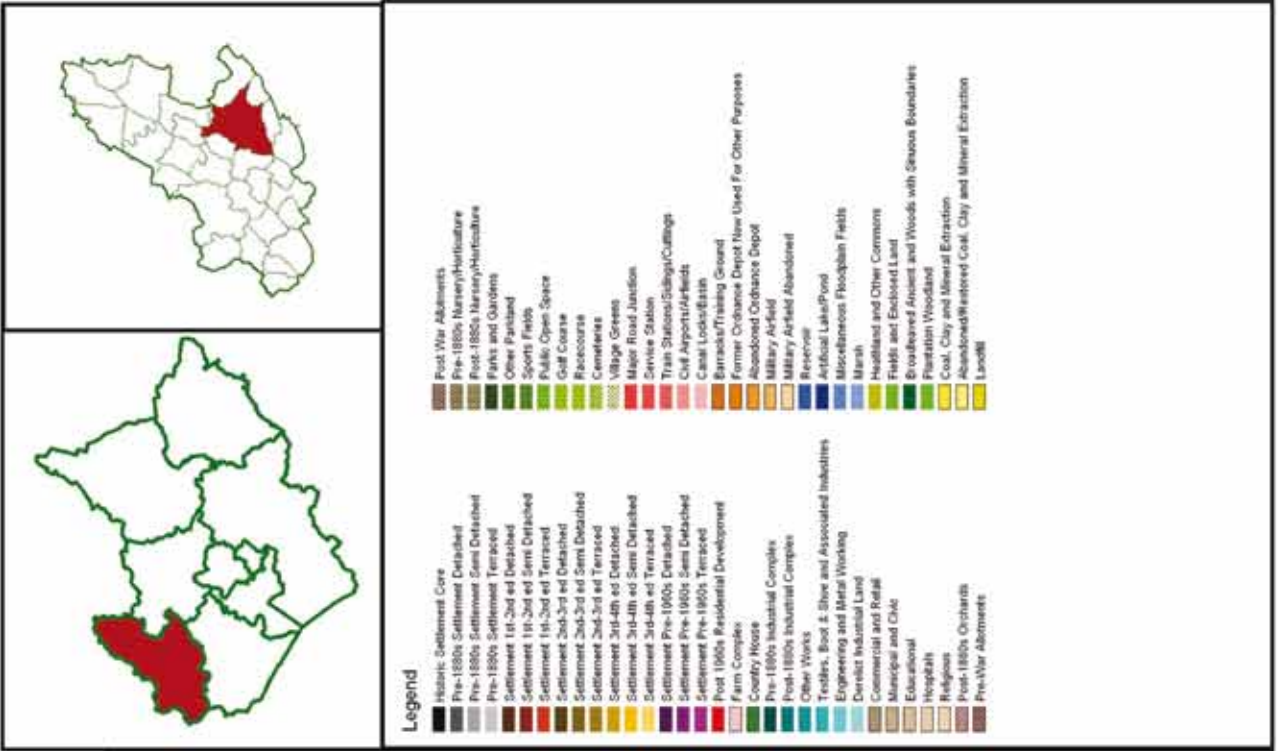 Legend
Historic Settlement Core
Pre-1880s Settlement Detached
Pre-1880s Settlement Semi Detached
Pre-1880s Settlement Terraced
Settlement 1st-2nd ed Detached
Settlement 1st-2nd ed Semi Detached
Settlement 1st-2nd ed Terraced
Settlement 2nd-3rd ed Detached
Settlement 2nd-3rd ed Semi Detached
Settlement 2nd-3rd ed Terraced
Settlement 3rd-4th ed Detached
Settlement 3rd-4th ed Semi Detached
Settlement 3rd-4th ed Terraced
Settlement Pre-1960s Detached
Settlement Pre-1960s Semi Detached
Settlement Pre-1960s Terraced
Post 1960s Residential Development
Farm Complex
Country House
Pre-1880s Industrial Complex
Post-1880s Industrial Complex
Other Works
Textiles, Boot & Shoe and Associated Industries
Engineering and Metal Working
Derelict Industrial Land
Commercial and Retail
Municipal and Civic
Educational
Hospitals
Religious
Post-1880s Orchards
Pre-War Allotments
Post War Allotments
Pre-1880s Nursery/Horticulture
Post-1880s Nursery/Horticulture
Parks and Gardens
Other Parkland
Sports Fields
Public Open Space
Golf Course
Racecourse
Cemeteries
Village Greens
Major Road Junction
Service Station
Train Stations/Sidings/Cuttings
Civil Airports/Airfields
Canal Locks/Basin
Barracks/Training Ground
Former Ordnance Depot Now Used For Other Purposes
Abandoned Ordnance Depot
Military Airfield
Military Airfield Abandoned
Reservoir
Artificial Lake/Pond
Miscellaneous Floodplain Fields
Marsh
Heathland and Other Commons
Fields and Enclosed Land
Broadleaved Ancient and Woods with Sinuous Boundaries
Plantation Woodland
Coal, Clay and Mineral Extraction
Abandoned/Restored Coal, Clay and Mineral Extraction
Landfill